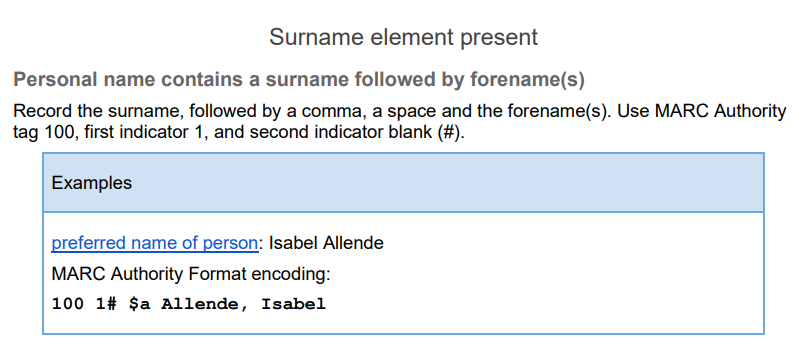 Surname element present
Personal name contains a surname followed by forename(s)
Record the surname, followed by a comma, a space and the forename(s). Use MARC Authority
tag 100, first indicator 1, and second indicator blank (#).
Examples
preferred name of person: Isabel Allende
MARC Authority Format encoding:
100 1# $a Allende, Isabel